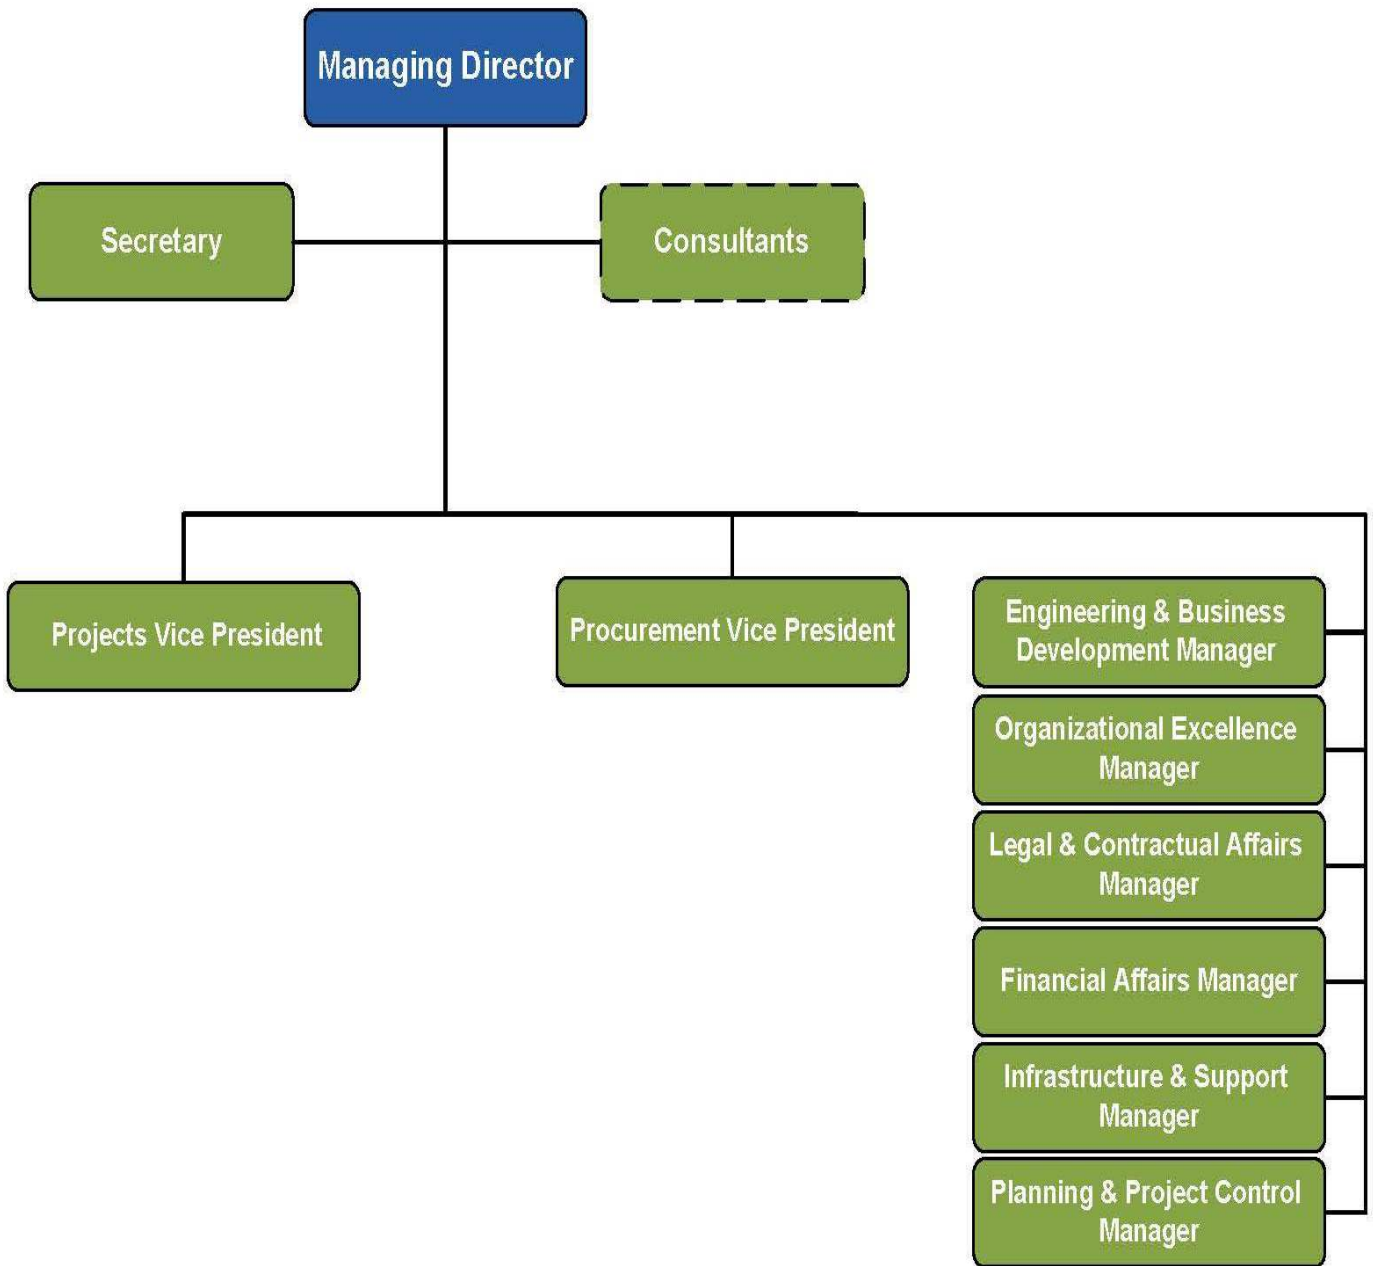 Managing Director
Secretary
Consultants
Projects Vice President
Procurement Vice President
Engineering & Business
Development Manager
Organizational Excellence
Manager
Legal & Contractual Affairs
Manager
Financial Affairs Manager
Infrastructure & Support
Manager
Planning & Project Control
Manager